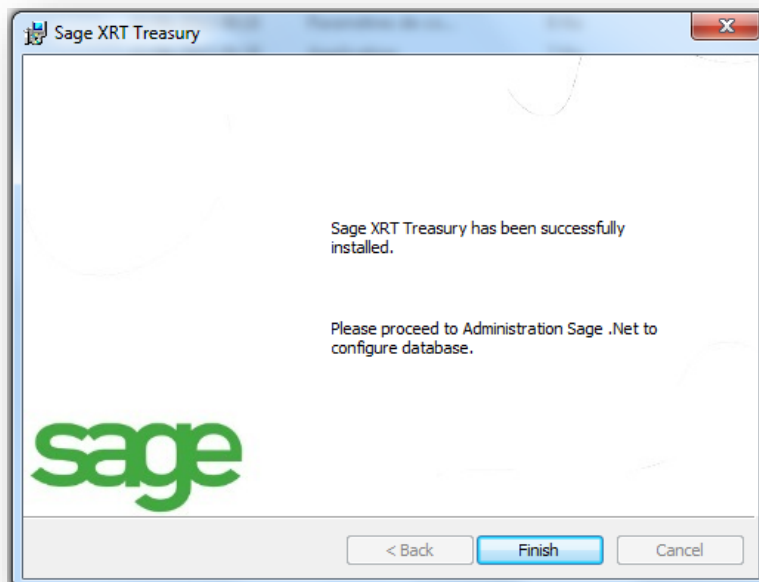 Sage XRT Treasury
Sage XRT Treasury has been successfully
installed.
Please proceed to Administration Sage .Net to
configure database.
sage
< Back
Finish
Cancel